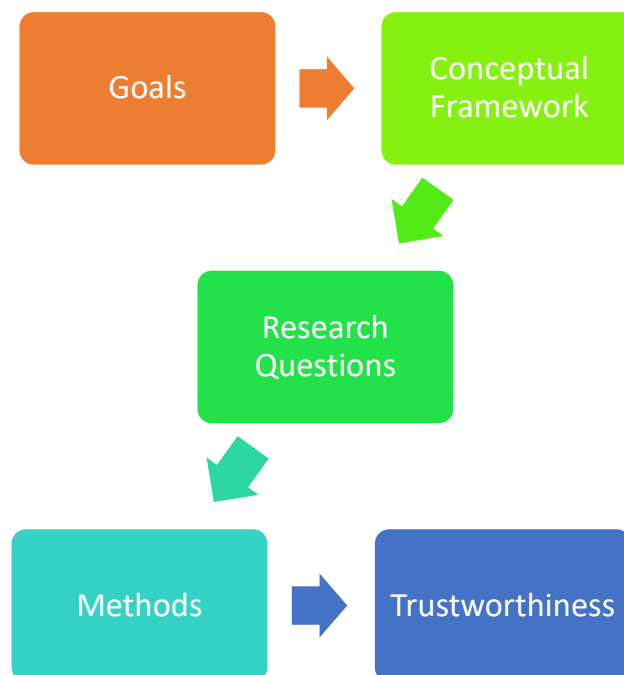 Goals
Conceptual
Framework
Research
Questions
Methods
Trustworthiness